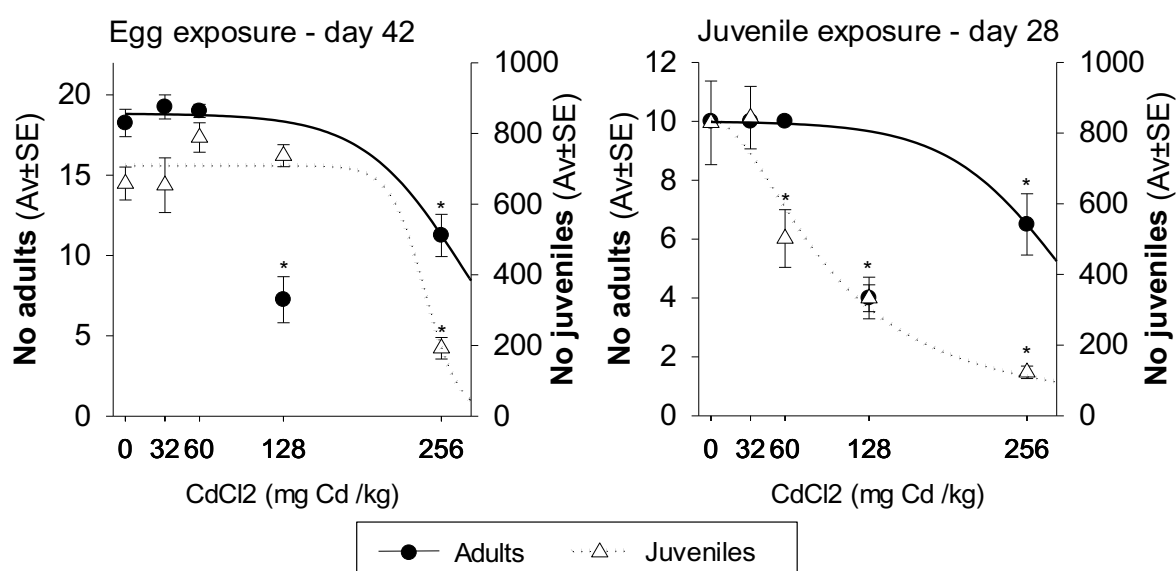 Egg exposure - day 42
No adults (Av±SE)
20
15
10
5
0
1000
800
600
400
200
0
No juveniles (Av±SE)
*
*
*
0 32 60 128 256
CdCl2 (mg Cd /kg)
Juvenile exposure - day 28
No adults (Av±SE)
12
10
8
6
4
2
0
1000
800
600
400
200
0
No juveniles (Av±SE)
*
*
*
*
0 32 60 128 256
CdCl2 (mg Cd /kg)
Adults Juveniles